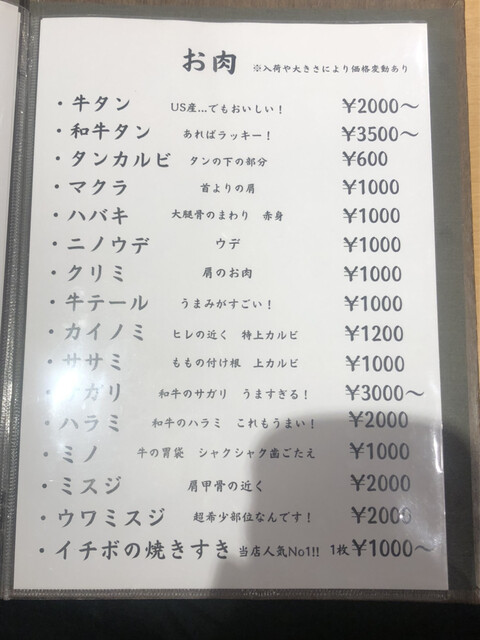 お肉 ※入荷や大きさにより価格変動あり
・牛タン US産...でもおいしい! ¥2000～
・和牛タン あればラッキー! ¥3500～
・タンカルビ タンの下の部分 ¥600
・マクラ 首よりの肩 ¥1000
・ハバキ 大腿骨のまわり 赤身 ¥1000
・ニノウデ ウデ ¥1000
・クリミ 肩のお肉 ¥1000
・牛テール うまみがすごい! ¥1000
・カイノミ ヒレの近く 特上カルビ ¥1200
・ササミ ももの付け根 上カルビ ¥1000
・サガリ 和牛のサガリ うますぎる! ¥3000～
・ハラミ 和牛のハラミ これもうまい! ¥2000
・ミノ 牛の胃袋 シャクシャク歯ごたえ ¥1000
・ミスジ 肩甲骨の近く ¥2000
・ウワミスジ 超希少部位なんです! ¥2000
・イチボの焼きすき 当店人気No1!! 1枚¥1000～